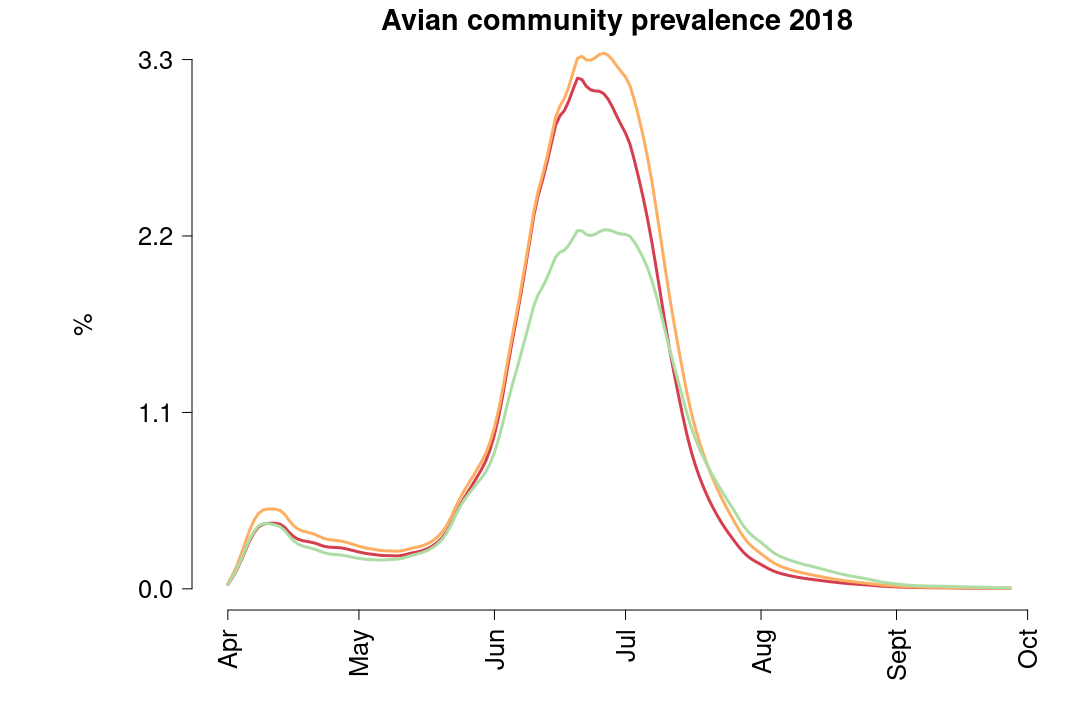 Avian community prevalence 2018
3.3
2.2
%
1.1
0.0
Apr
May
Jun
Jul
Aug
Sept
Oct